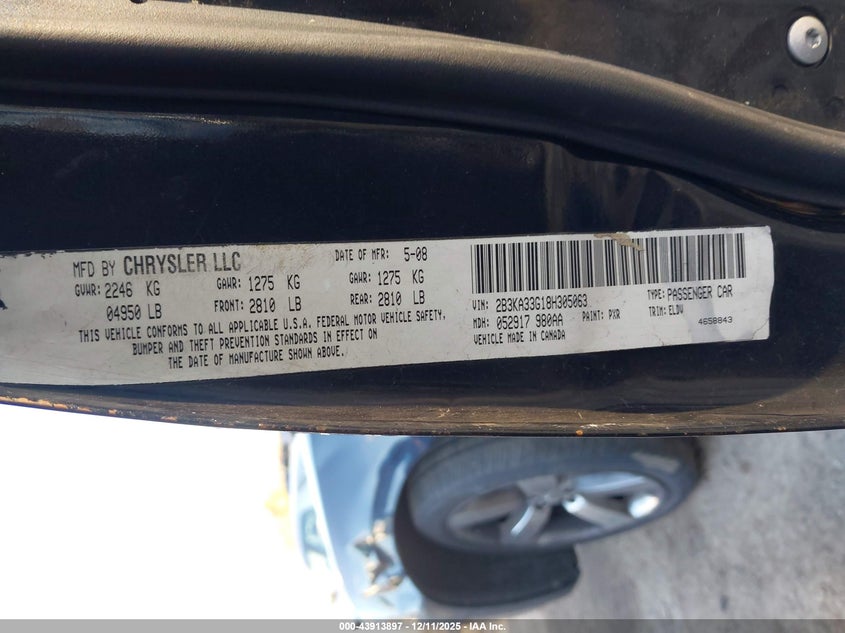 MFD BY CHRYSLER LLC DATE OF MFR: 5-08
GVWR: 2246 KG GAWR: 1275 KG GAWR: 1275 KG
04950 LB FRONT: 2810 LB REAR: 2810 LB
THIS VEHICLE CONFORMS TO ALL APPLICABLE U.S.A. FEDERAL MOTOR VEHICLE SAFETY,
BUMPER AND THEFT PREVENTION STANDARDS IN EFFECT ON
THE DATE OF MANUFACTURE SHOWN ABOVE.
VIN: 2B3KA33G18H305063 TYPE: PASSENGER CAR
MDH: 052917 980AA PAINT: PXR TRIM: ELDV
VEHICLE MADE IN CANADA 4658843
000-43913897 - 12/11/2025 - © IAA, Inc.